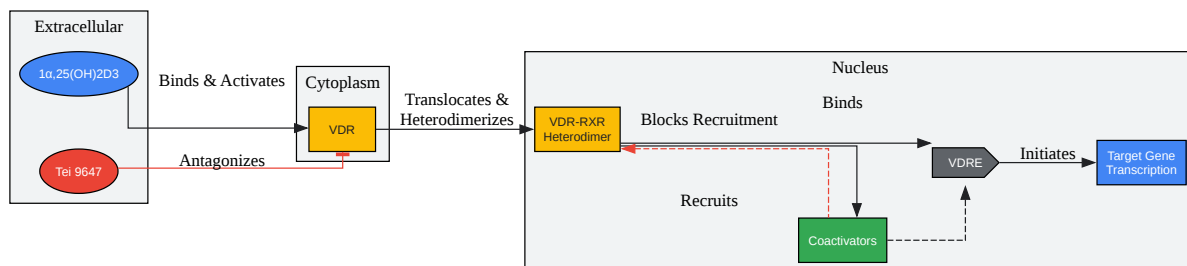 Extracellular
1α,25(OH)2D3
Tei 9647
Binds & Activates
Antagonizes
Cytoplasm
VDR
Translocates &
Heterodimerizes
Nucleus
VDR-RXR
Heterodimer
Blocks Recruitment
Binds
Recruits
Coactivators
VDRE
Initiates
Target Gene
Transcription